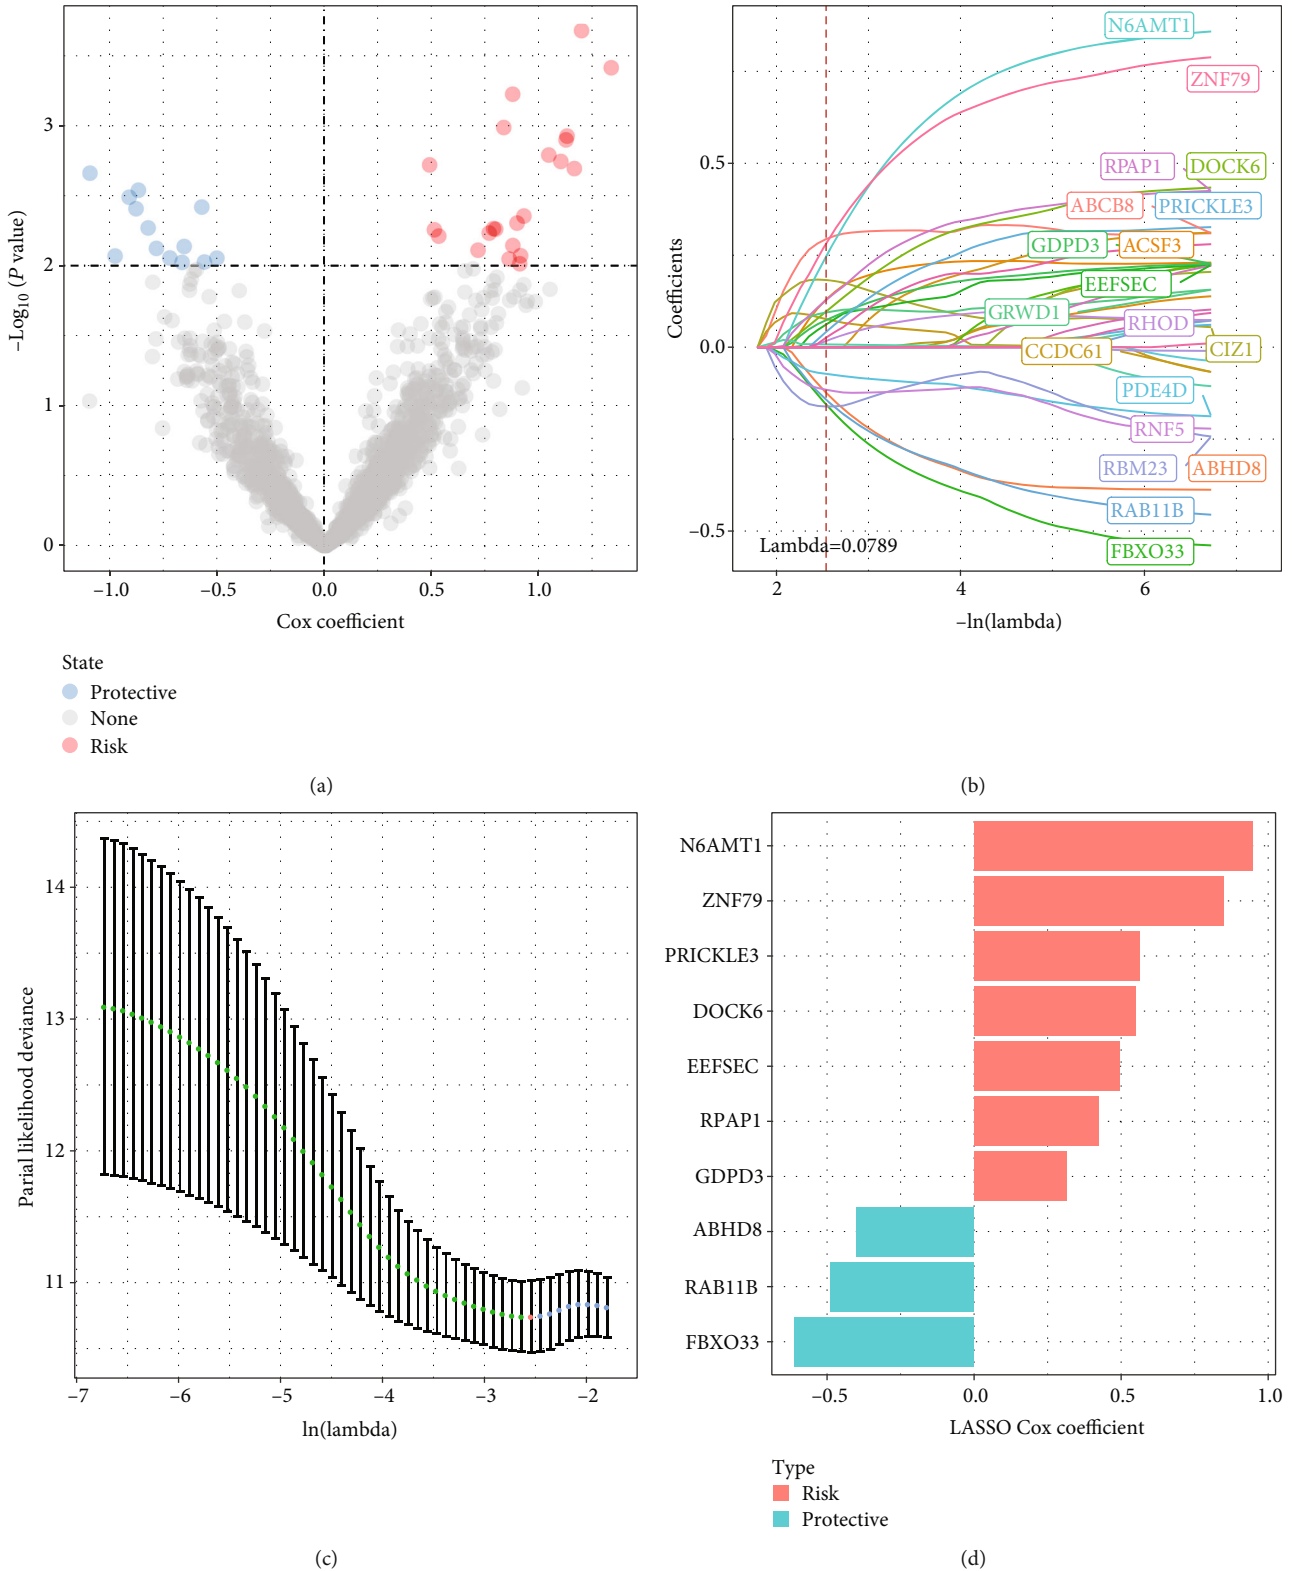 3
2
1
0
–Log10 (P value)
–1.0 –0.5 0.0 0.5 1.0
Cox coefficient
State
Protective
None
Risk
(a)
0.5
0.0
–0.5
Coefficients
N6AMT1
ZNF79
RPAP1 DOCK6
ABCB8 PRICKLE3
GDPD3 ACSF3
EEFSEC
GRWD1
RHOD
CCDC61 CIZ1
PDE4D
RNF5
RBM23 ABHD8
RAB11B
FBXO33
Lambda=0.0789
2 4 6
–ln(lambda)
(b)
14
13
12
11
Parial likelihood deviance
–7 –6 –5 –4 –3 –2
ln(lambda)
(c)
N6AMT1
ZNF79
PRICKLE3
DOCK6
EEFSEC
RPAP1
GDPD3
ABHD8
RAB11B
FBXO33
–0.5 0.0 0.5 1.0
LASSO Cox coefficient
Type
Risk
Protective
(d)